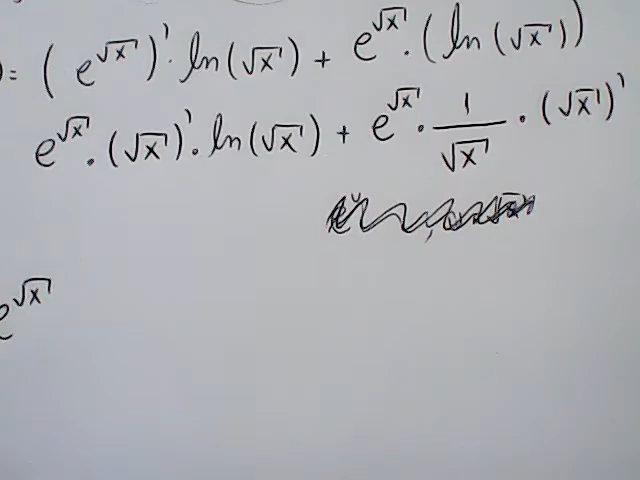 )= (e^√x)' · ln(√x) + e^√x · (ln(√x))
e^√x · (√x)' · ln(√x) + e^√x · 1/√x · (√x)'
e^√x